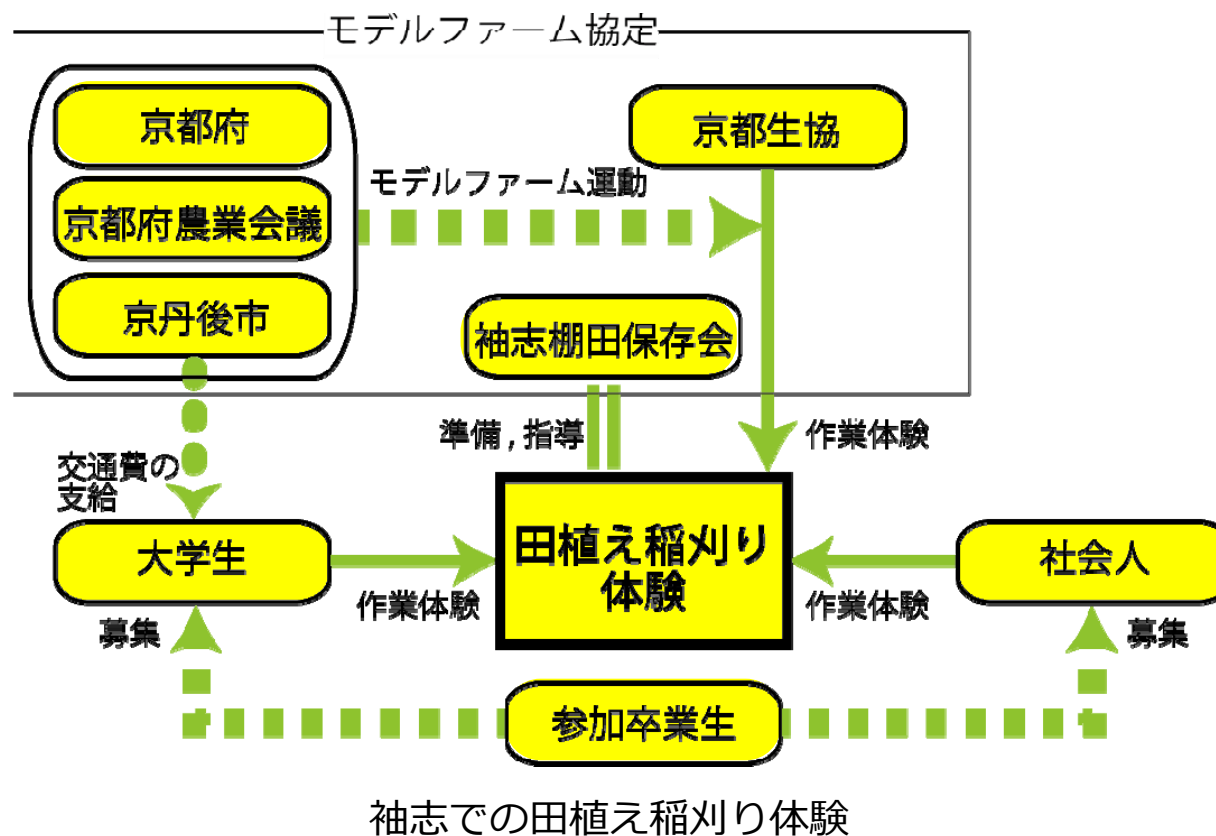 モデルファーム協定
京都府
京都生協
モデルファーム運動
京都府農業会議
京丹後市
袖志棚田保存会
準備,指導
作業体験
交通費の
支給
大学生
田植え稲刈り
体験
社会人
作業体験
作業体験
募集
募集
参加卒業生
袖志での田植え稲刈り体験